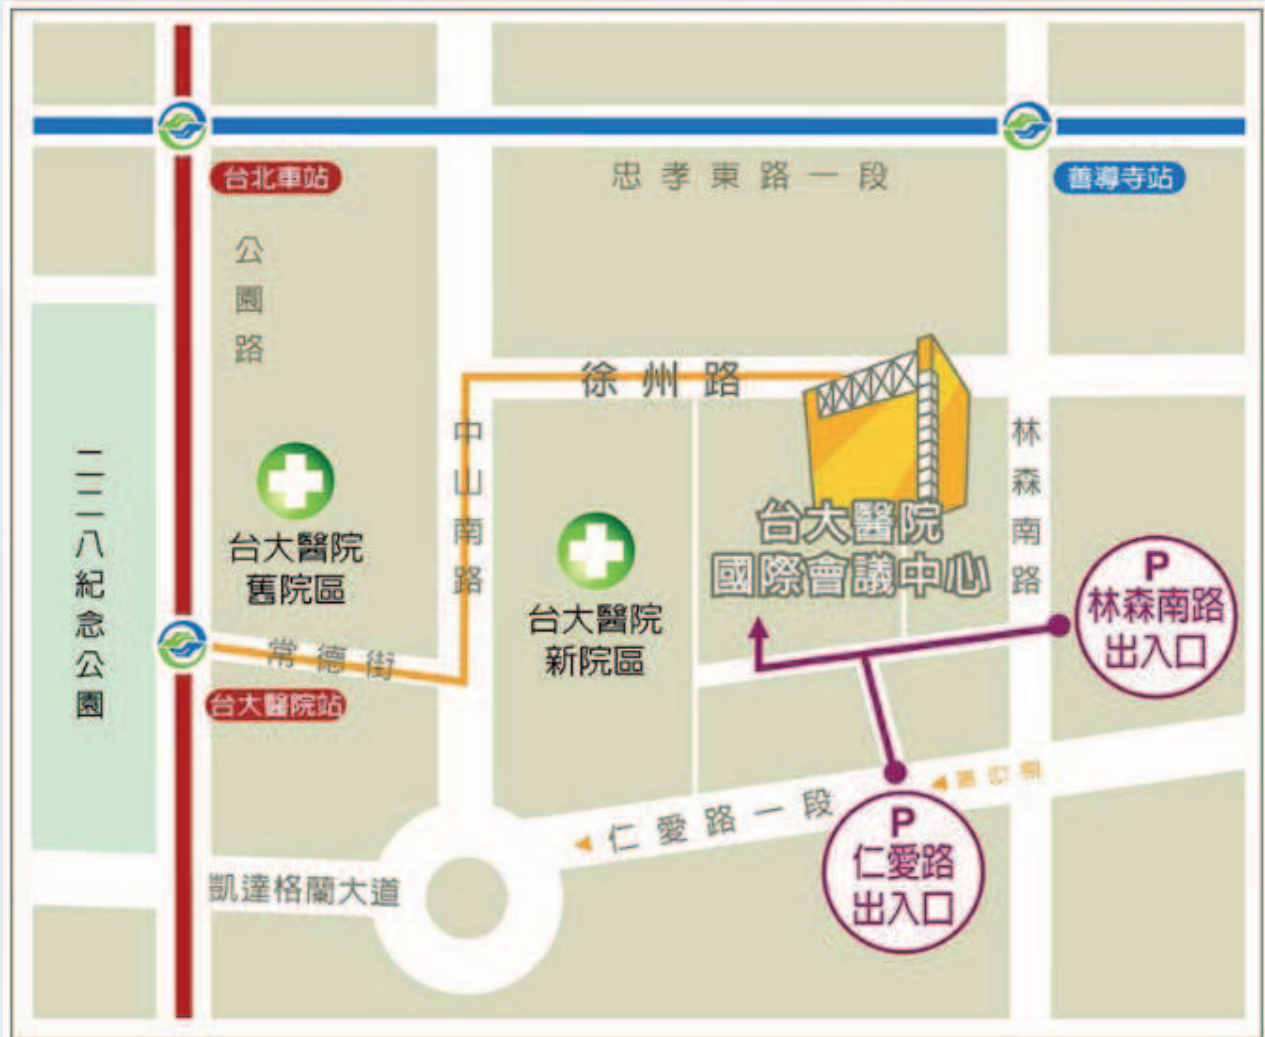 台北車站
忠孝東路一段
善導寺站
公園路
徐州路
中山南路
林森南路
二二八紀念公園
台大醫院
舊院區
台大醫院
新院區
台大醫院
國際會議中心
P
林森南路
出入口
常德街
台大醫院站
仁愛路一段
單行道
P
仁愛路
出入口
凱達格蘭大道